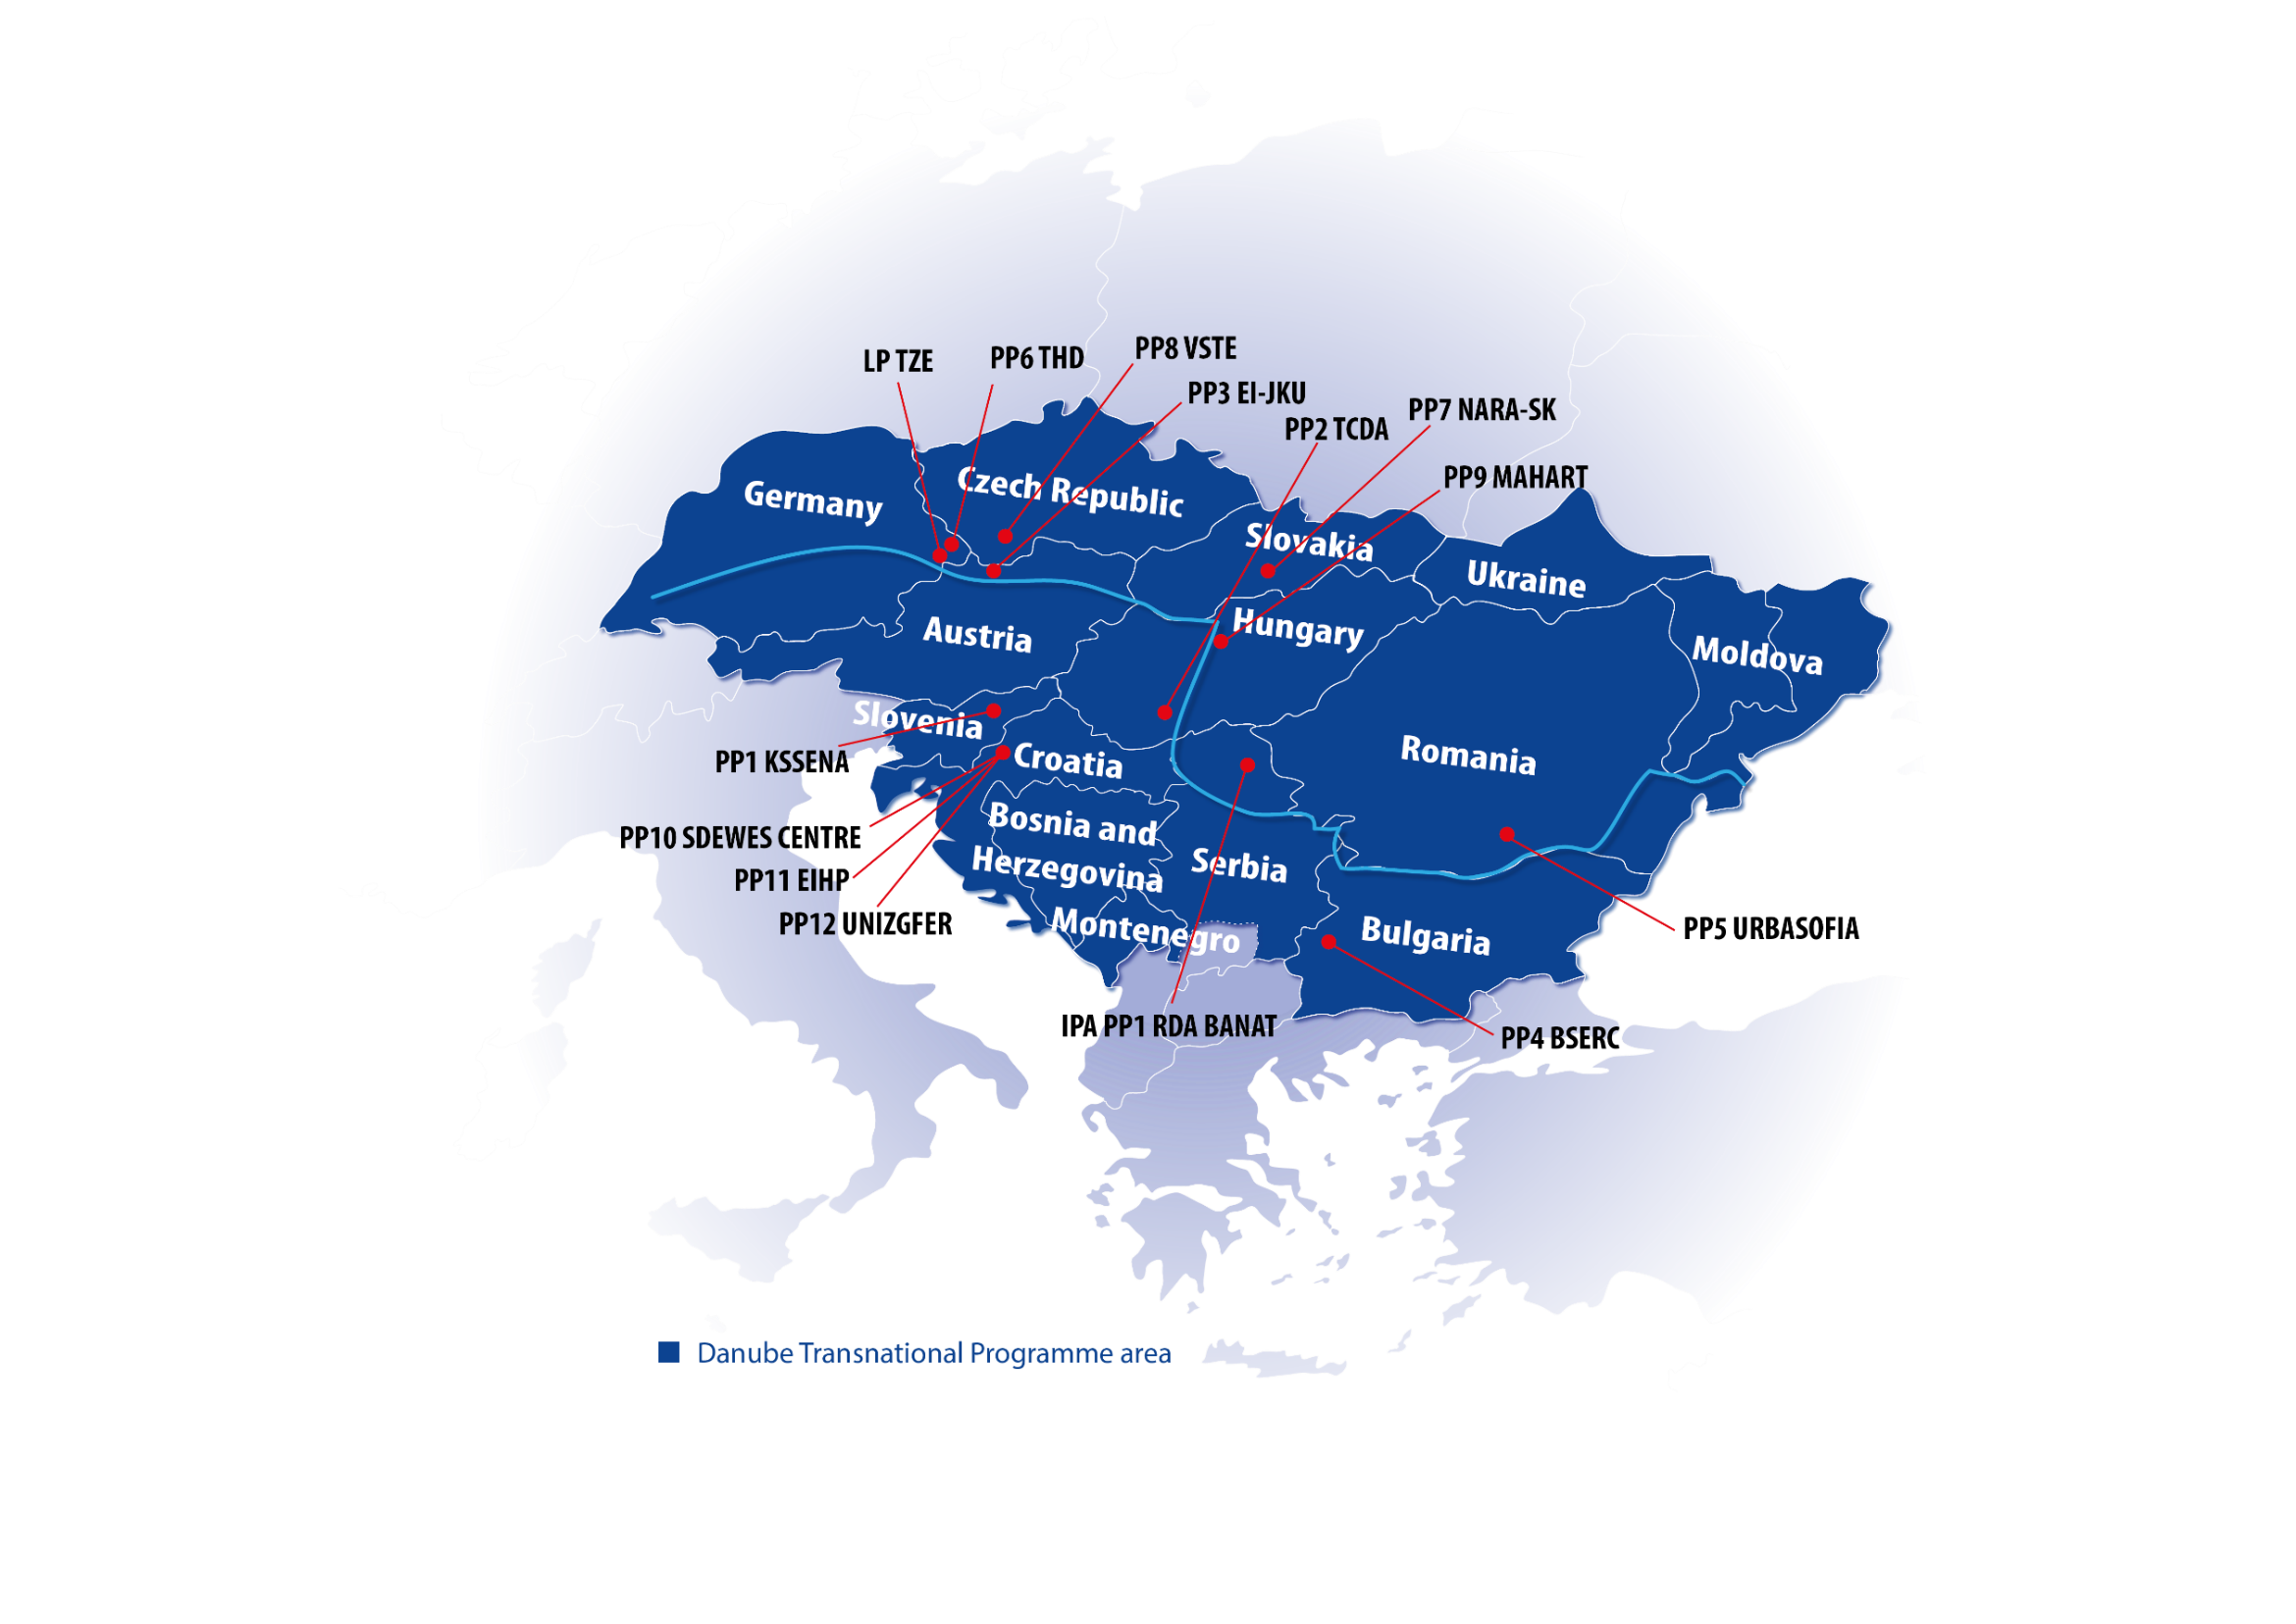 PP8 VSTE
LP TZE
PP6 THD
PP3 EI-JKU
PP7 NARA-SK
PP2 TCDA
PP9 MAHART
Germany
Czech Republic
Slovakia
Ukraine
Hungary
Austria
Moldova
Slovenia
Croatia
Romania
PP1 KSSENA
Bosnia and
Herzegovina
Serbia
PP10 SDEWES CENTRE
PP11 EIHP
PP12 UNIZGFER
Montenegro
Bulgaria
PP5 URBASOFIA
IPA PP1 RDA BANAT
PP4 BSERC
Danube Transnational Programme area